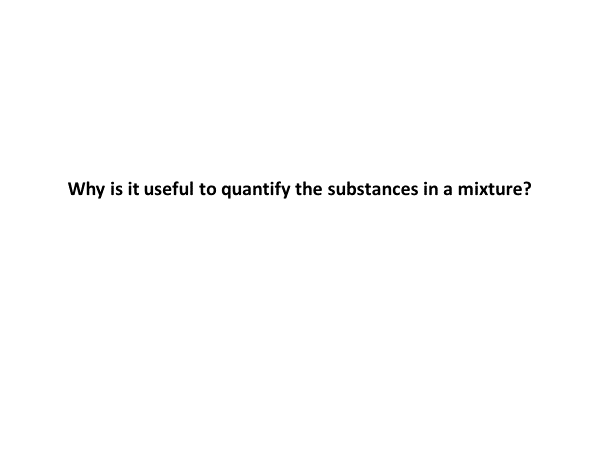 Why is it useful to quantify the substances in a mixture?